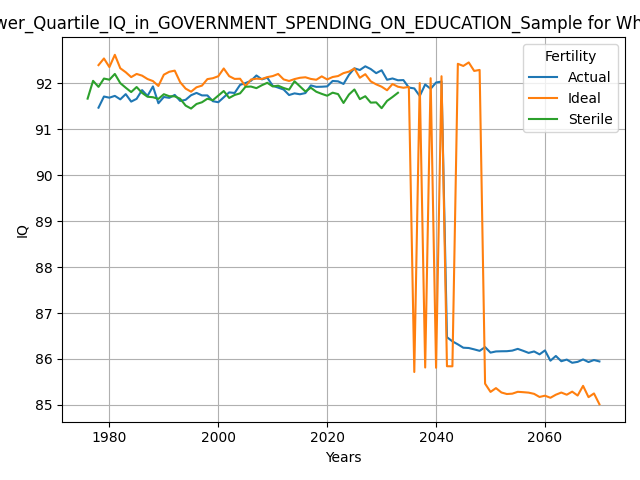 wer_Quartile_IQ_in_GOVERNMENT_SPENDING_ON_EDUCATION_Sample for Wh
Fertility
Actual
Ideal
Sterile
IQ
92
91
90
89
88
87
86
85
1980
2000
2020
2040
2060
Years